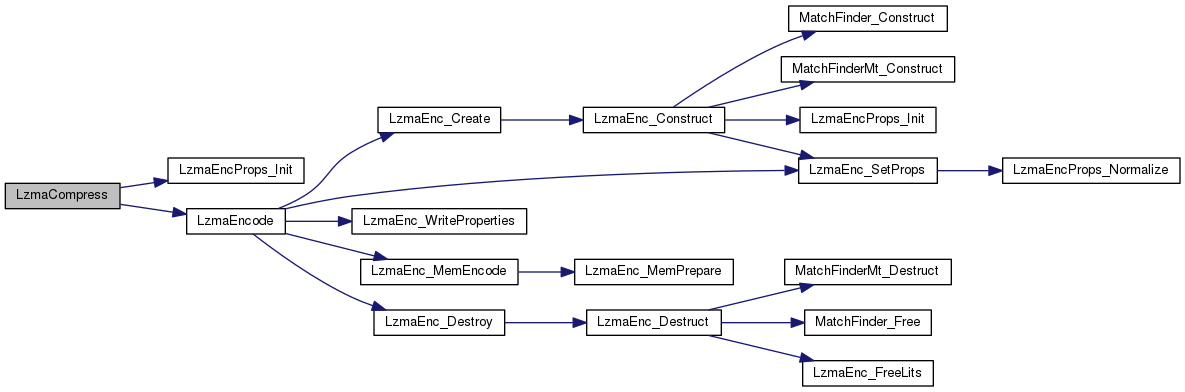 MatchFinder_Construct
MatchFinderMt_Construct
LzmaEnc_Create
LzmaEnc_Construct
LzmaEncProps_Init
LzmaEncProps_Init
LzmaEnc_SetProps
LzmaEncProps_Normalize
LzmaCompress
LzmaEncode
LzmaEnc_WriteProperties
LzmaEnc_MemEncode
LzmaEnc_MemPrepare
MatchFinderMt_Destruct
LzmaEnc_Destroy
LzmaEnc_Destruct
MatchFinder_Free
LzmaEnc_FreeLits